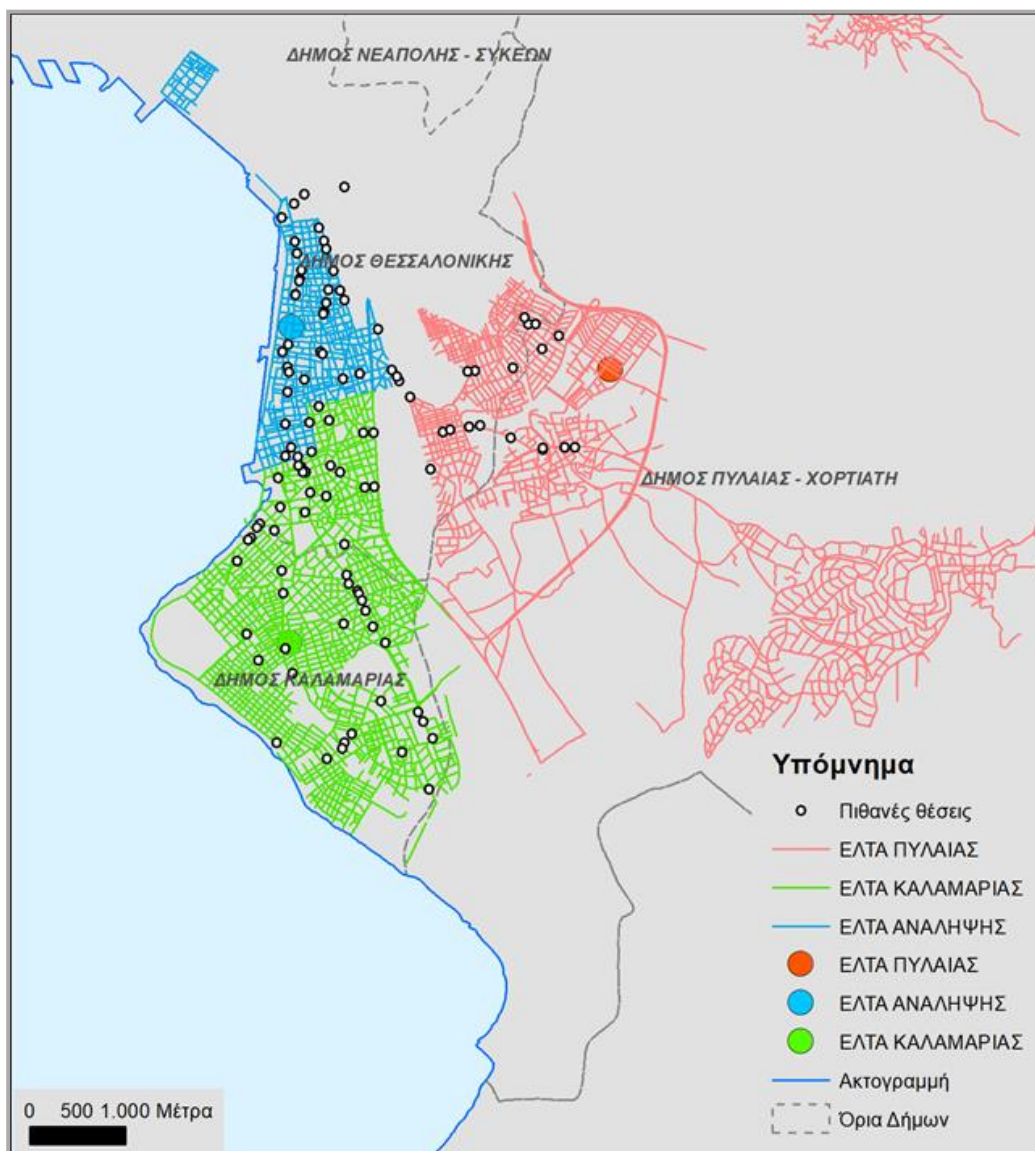 ΔΗΜΟΣ ΝΕΑΠΟΛΗΣ - ΣΥΚΕΩΝ
ΔΗΜΟΣ ΘΕΣΣΑΛΟΝΙΚΗΣ
ΔΗΜΟΣ ΠΥΛΑΙΑΣ - ΧΟΡΤΙΑΤΗ
ΔΗΜΟΣ ΚΑΛΑΜΑΡΙΑΣ
Υπόμνημα
Πιθανές θέσεις
ΕΛΤΑ ΠΥΛΑΙΑΣ
ΕΛΤΑ ΚΑΛΑΜΑΡΙΑΣ
ΕΛΤΑ ΑΝΑΛΗΨΗΣ
ΕΛΤΑ ΠΥΛΑΙΑΣ
ΕΛΤΑ ΑΝΑΛΗΨΗΣ
ΕΛΤΑ ΚΑΛΑΜΑΡΙΑΣ
Ακτογραμμή
Όρια Δήμων
0 500 1.000 Μέτρα